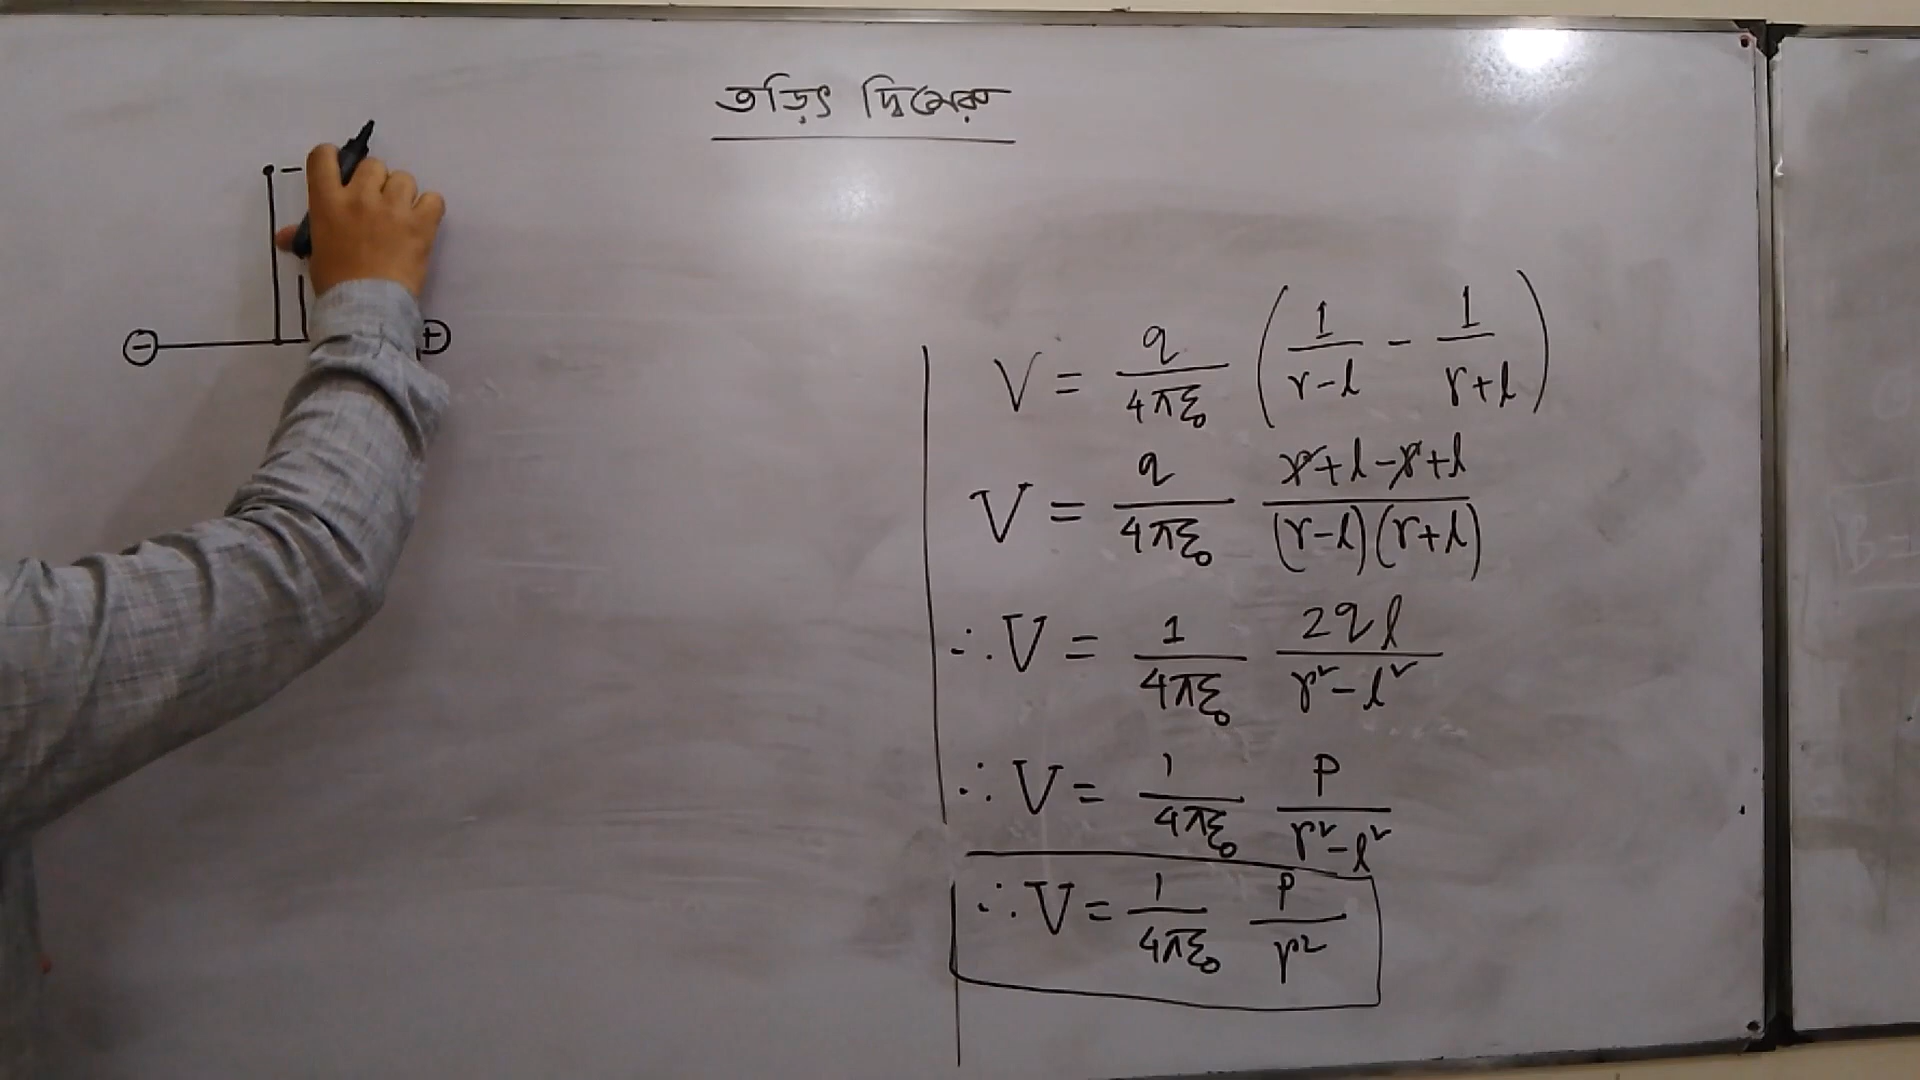 তড়িৎ দ্বিমেরু
- +
V = q/4πε₀ (1/r-l - 1/r+l)
V = q/4πε₀ r+l-r+l/(r-l)(r+l)
∴ V = 1/4πε₀ 2ql/r²-l²
∴ V = 1/4πε₀ P/r²-l²
∴ V = 1/4πε₀ P/r²